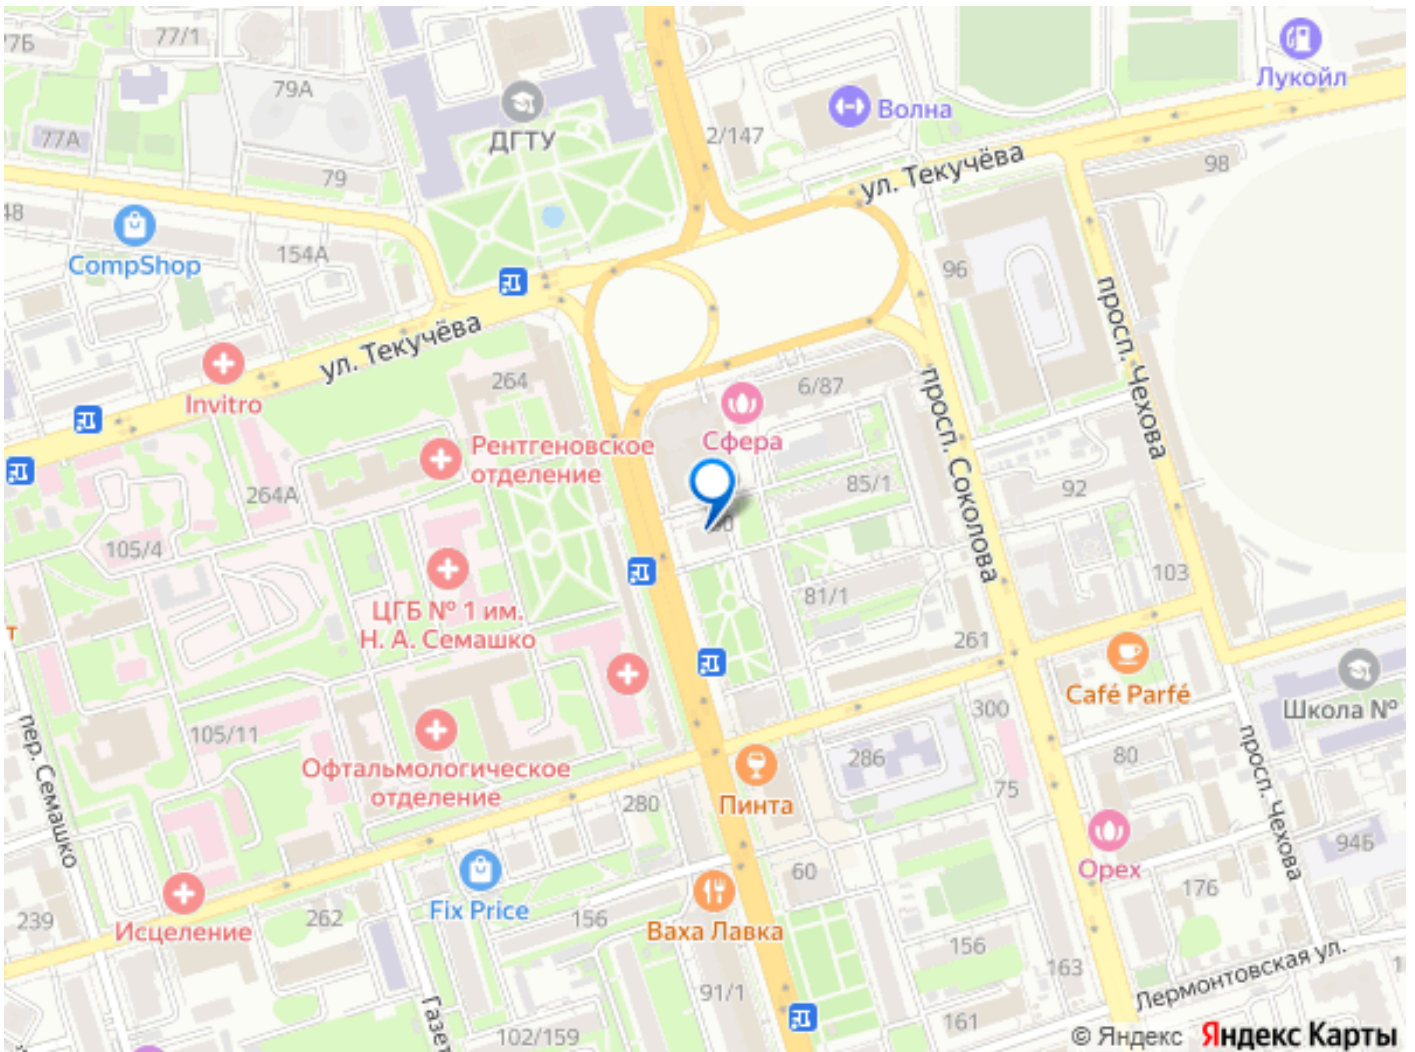 77Б
77/1
79А
77А
79
48
CompShop
154А
ДГТУ
2/147
Волна
Лукойл
ул. Текучёва
98
96
просп. Чехова
ул. Текучёва
Invitro
264
Рентгеновское
отделение
264А
105/4
6/87
Сфера
85/1
просп. Соколова
92
103
ЦГБ № 1 им.
Н. А. Семашко
81/1
261
Café Parfé
Школа №
300
286
80
75
просп. Чехова
пер. Семашко
105/11
Офтальмологическое
отделение
280
Пинта
Орех
94Б
176
60
Исцеление
239
262
Fix Price
156
Ваха Лавка
156
163
Лермонтовская ул.
91/1
102/159
161
© Яндекс Яндекс Карты